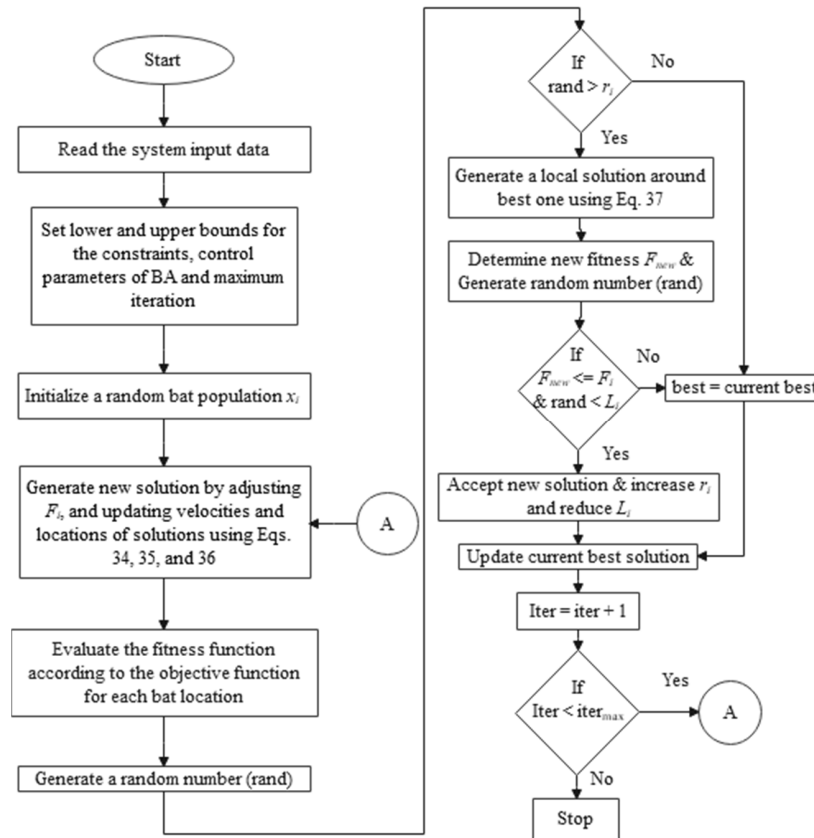 Start
Read the system input data
Set lower and upper bounds for
the constraints, control
parameters of BA and maximum
iteration
Initialize a random bat population xᵢ
Generate new solution by adjusting
Fᵢ, and updating velocities and
locations of solutions using Eqs.
34, 35, and 36
A
Evaluate the fitness function
according to the objective function
for each bat location
Generate a random number (rand)
If
rand > rᵢ
No
Yes
Generate a local solution around
best one using Eq. 37
Determine new fitness Fnew &
Generate random number (rand)
If
Fnew <= Fᵢ
& rand < Lᵢ
No
best = current best
Yes
Accept new solution & increase rᵢ
and reduce Lᵢ
Update current best solution
Iter = iter + 1
If
Iter < itermax
Yes
A
No
Stop